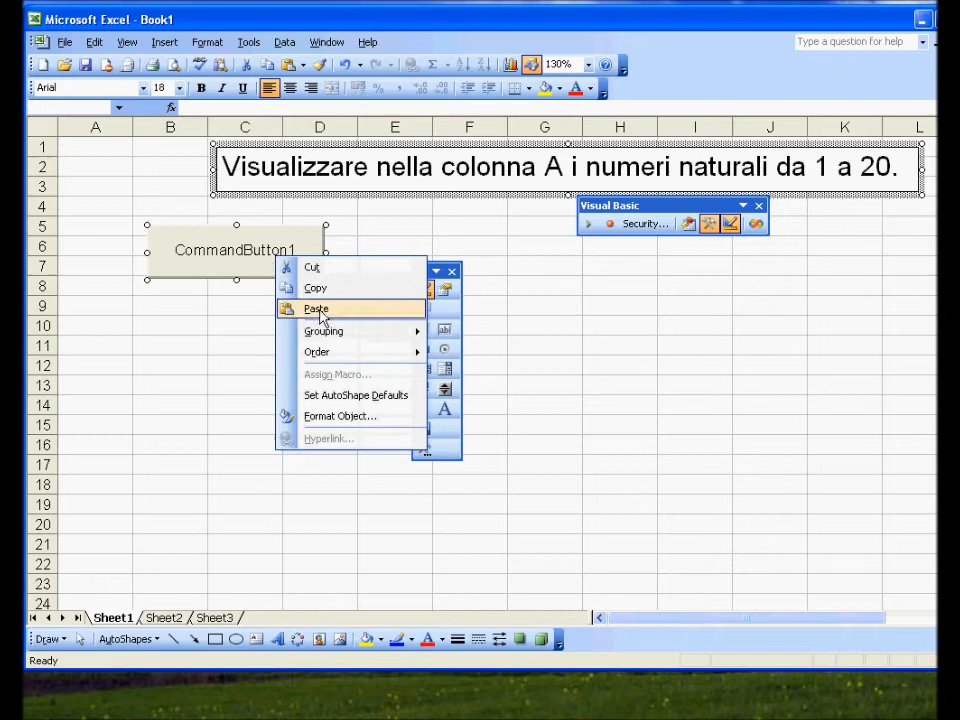 Microsoft Excel - Book1
File Edit View Insert Format Tools Data Window Help Type a question for help
130%
Arial 18 B I U
fx
A B C D E F G H I J K L
1
2 Visualizzare nella colonna A i numeri naturali da 1 a 20.
3
4 Visual Basic
5 Security...
6 CommandButton1
7 Cut
8 Copy
9 Paste
10 Grouping
11 Order
12 Assign Macro...
13 Set AutoShape Defaults
14 Format Object...
15 Hyperlink...
16
17
18
19
20
21
22
23
24
Sheet1 Sheet2 Sheet3
Draw AutoShapes
Ready